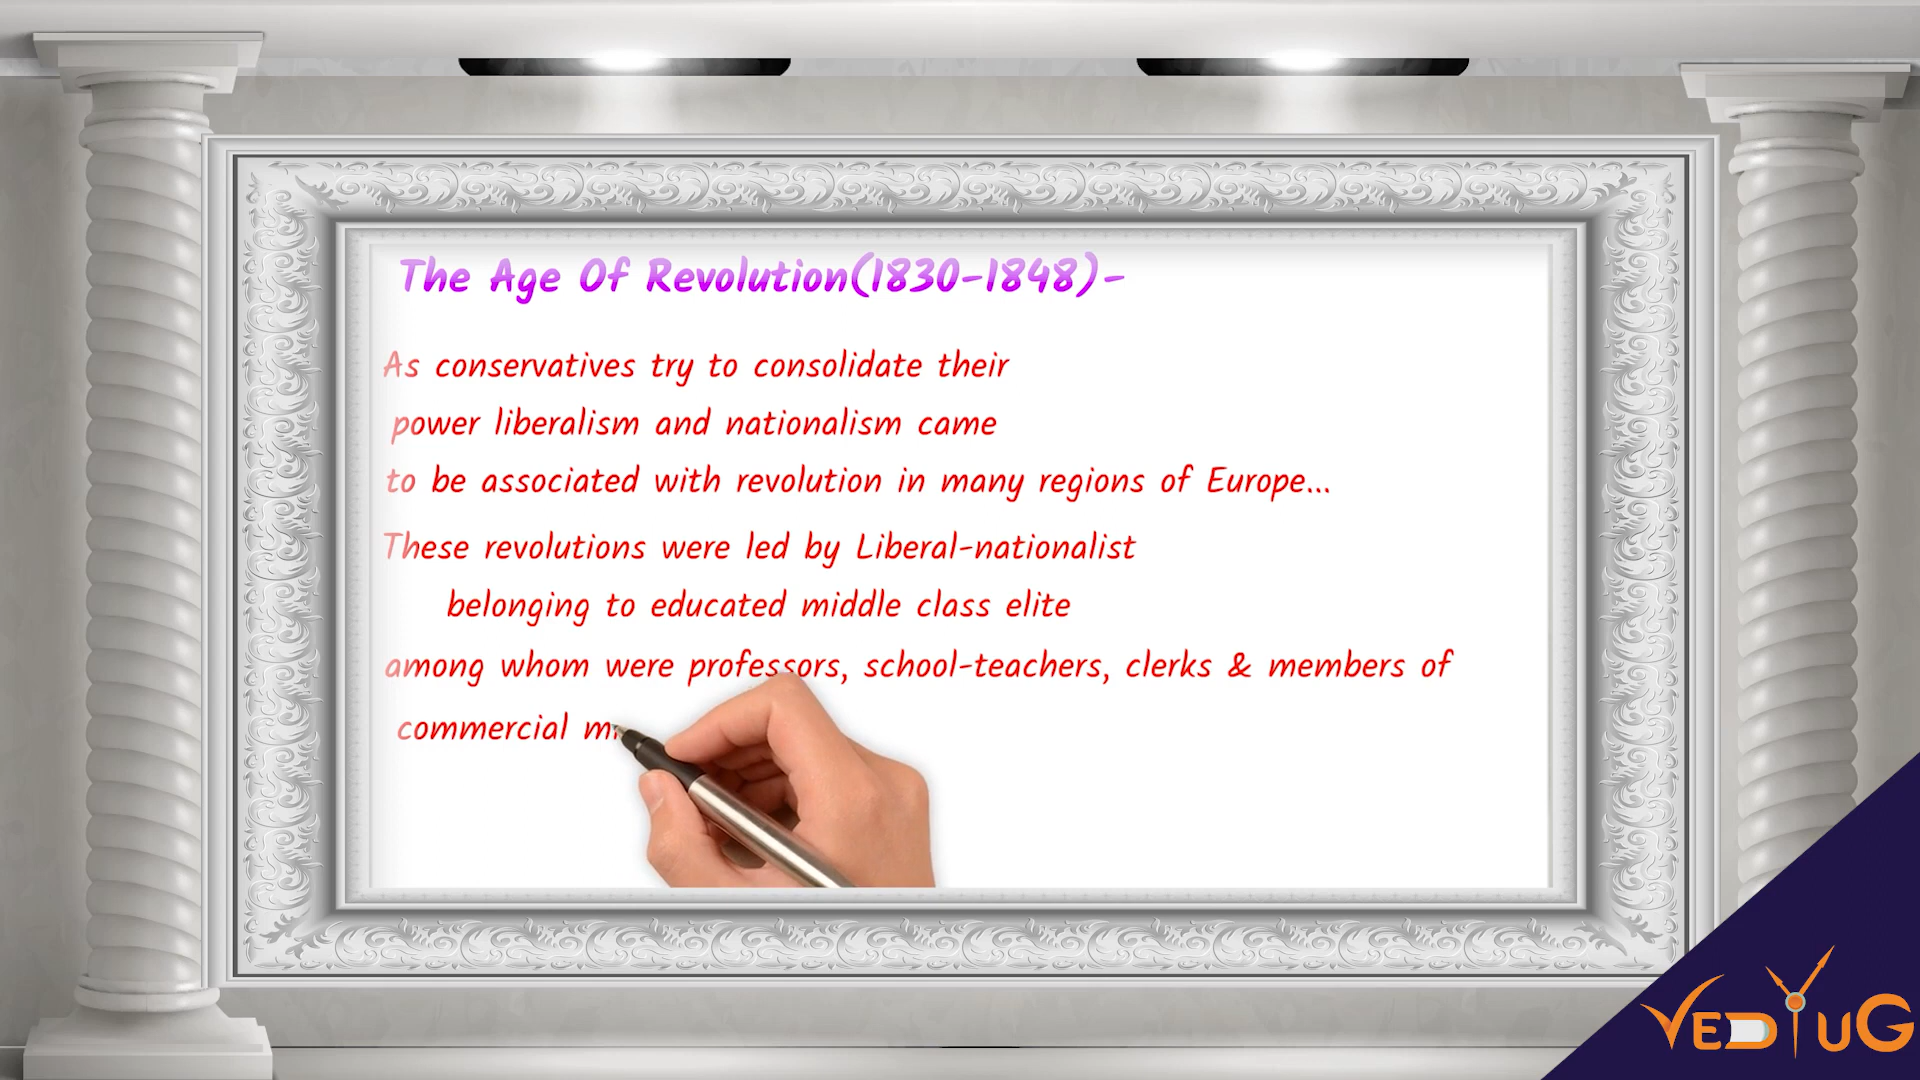 The Age Of Revolution(1830-1848)-
As conservatives try to consolidate their
power liberalism and nationalism came
to be associated with revolution in many regions of Europe...
These revolutions were led by Liberal-nationalist
belonging to educated middle class elite
among whom were professors, school-teachers, clerks & members of
commercial
VEDYUG